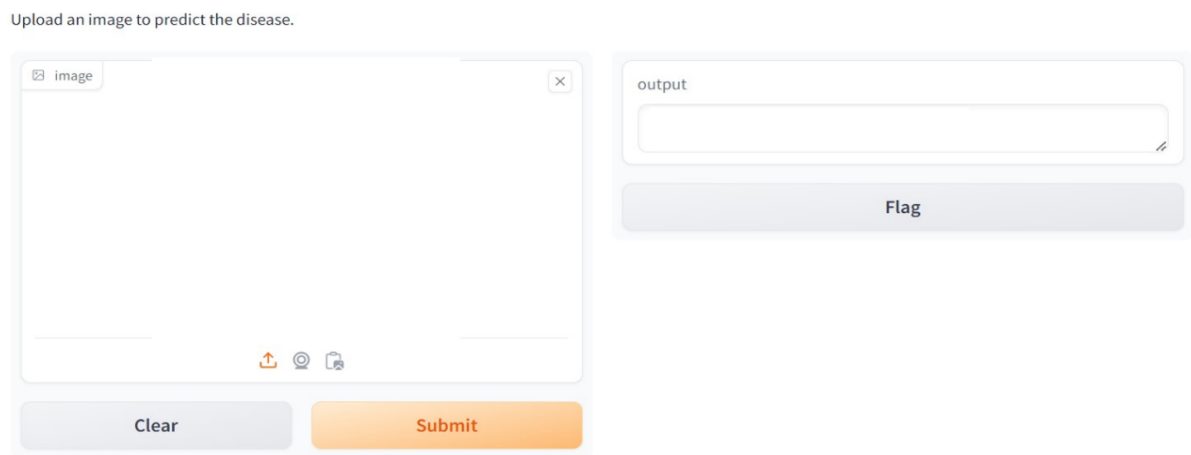 Upload an image to predict the disease.
image
output
Flag
Clear
Submit